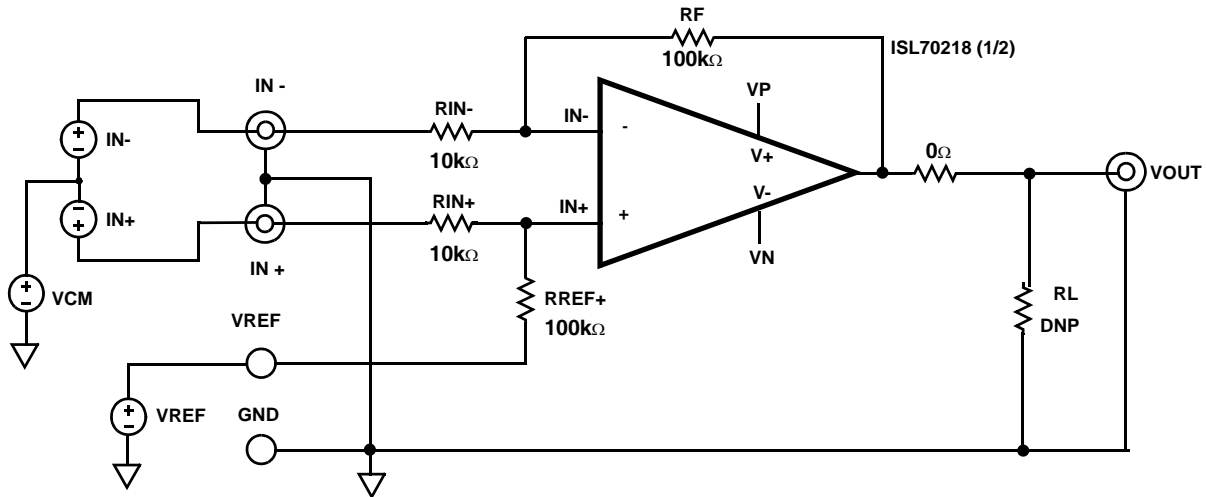 RF
100kΩ
ISL70218 (1/2)
IN -
VP
IN-
RIN-
IN-
-
10kΩ
V+
0Ω
VOUT
V-
IN+
RIN+
IN+
+
10kΩ
VN
IN +
VCM
RREF+
100kΩ
RL
DNP
VREF
VREF
GND